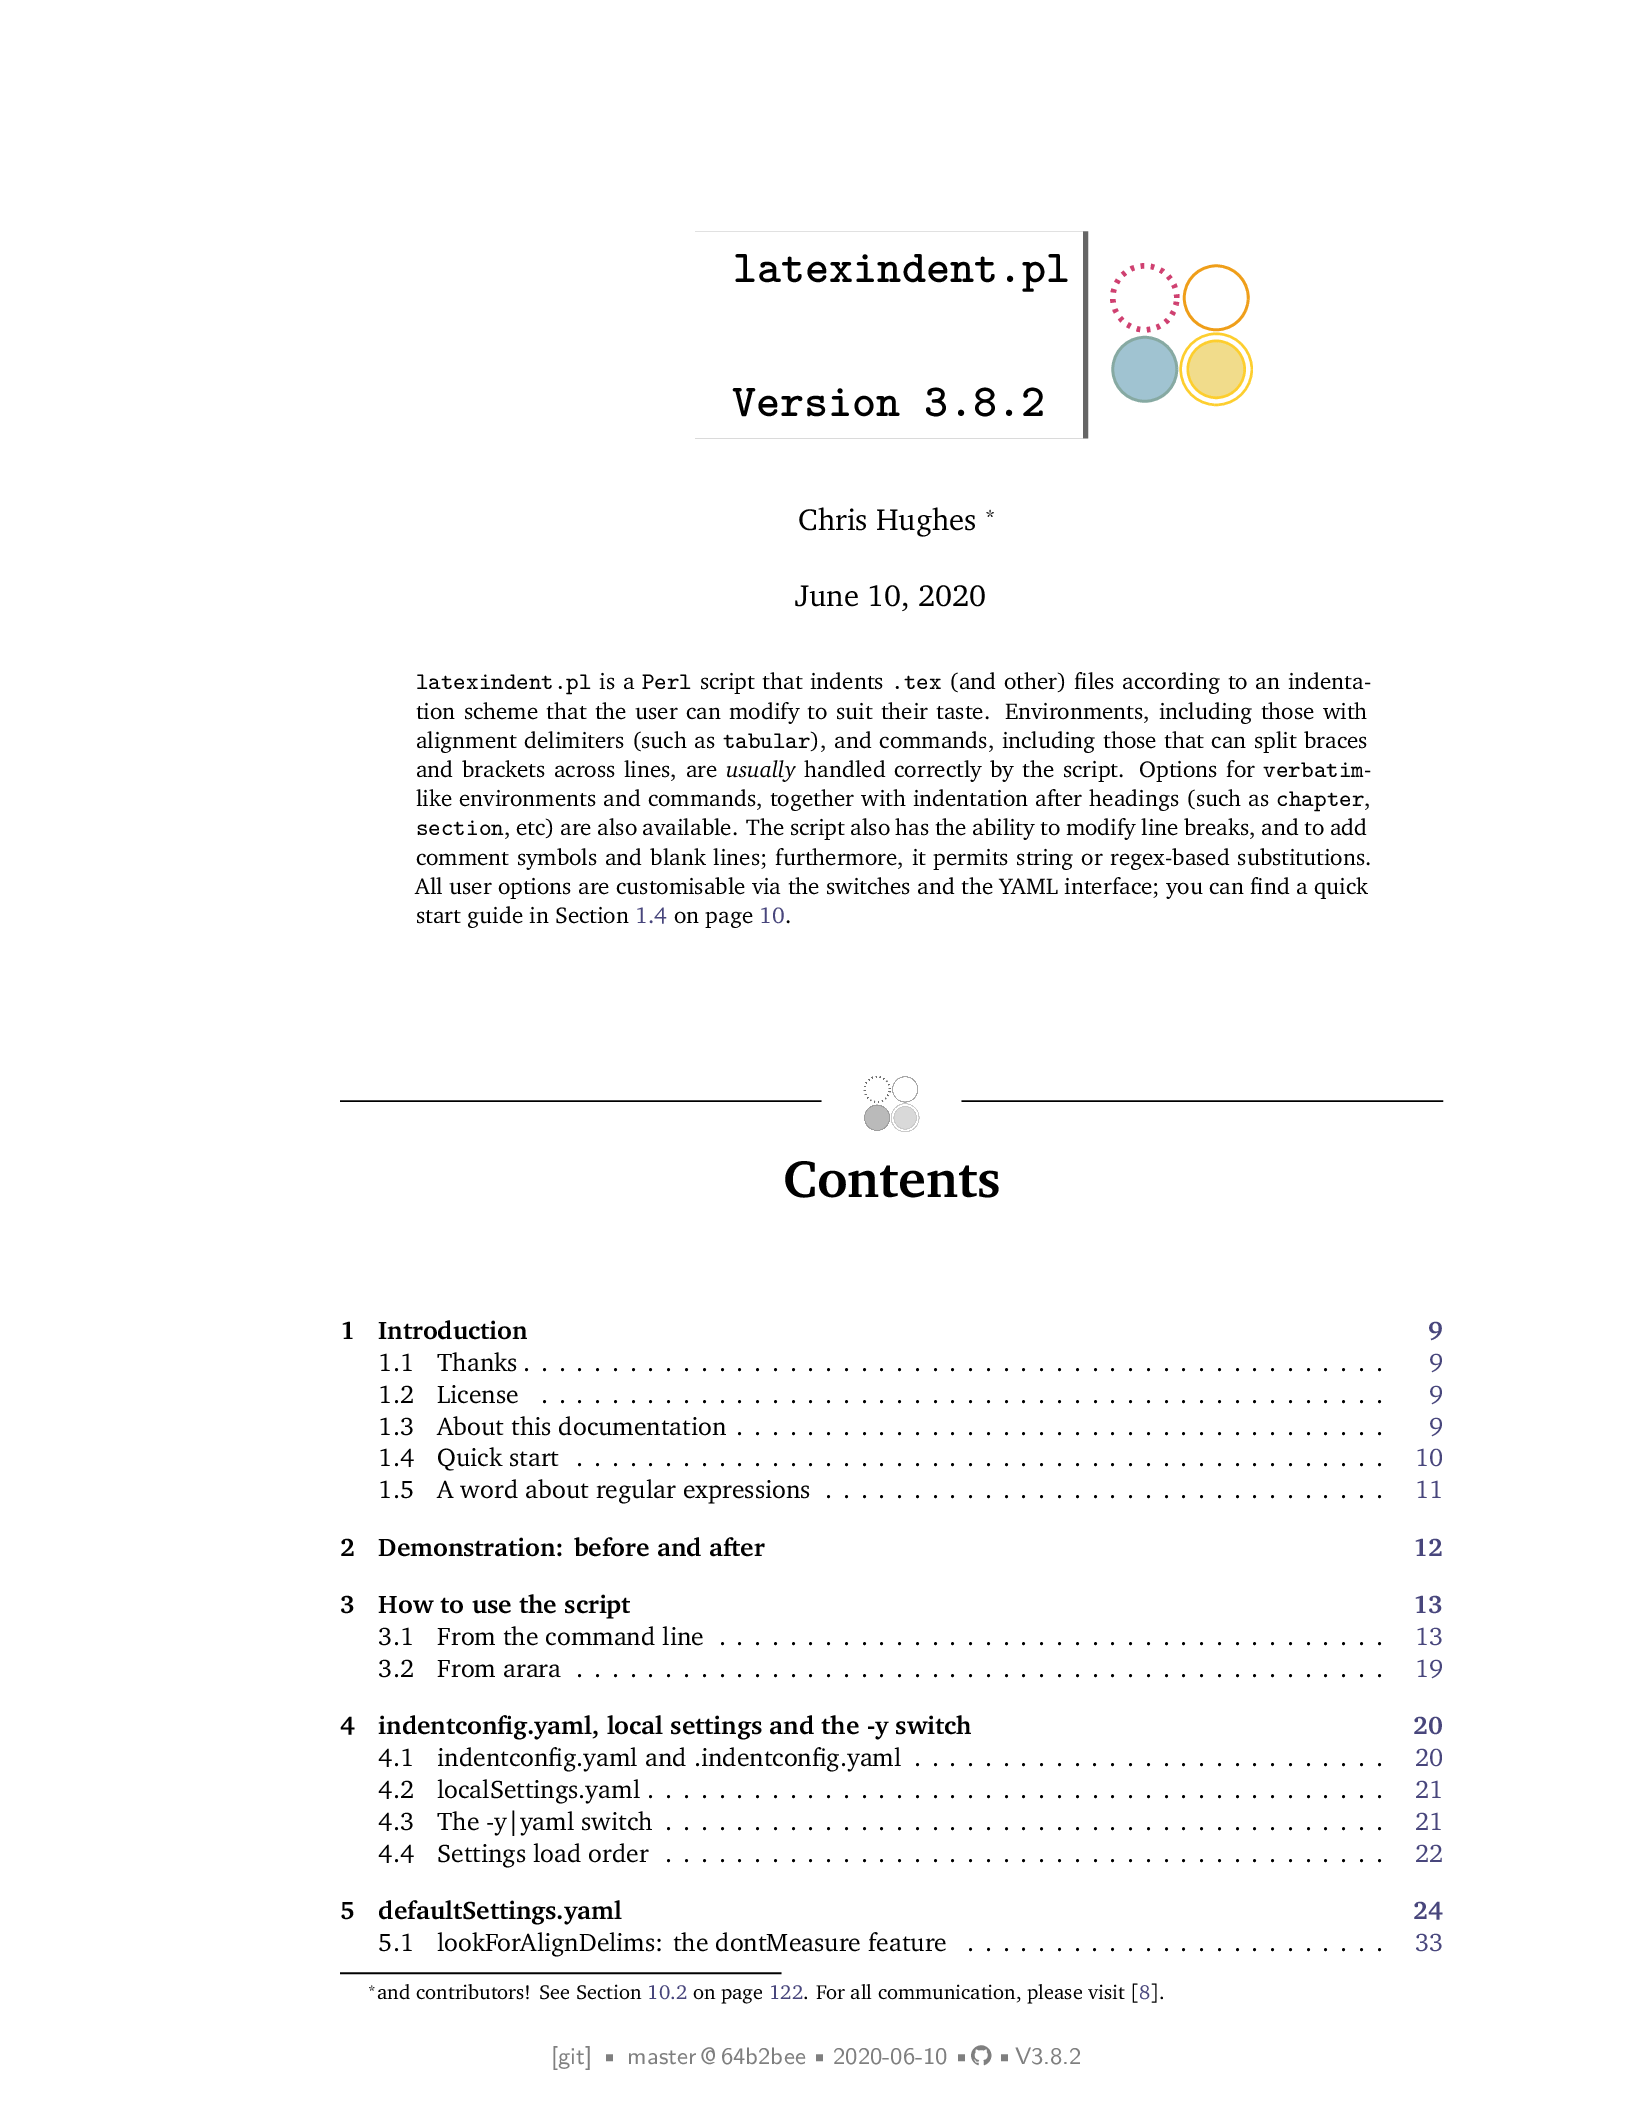 latexindent.pl
Version 3.8.2
Chris Hughes *
June 10, 2020
latexindent.pl is a Perl script that indents .tex (and other) files according to an indenta-
tion scheme that the user can modify to suit their taste. Environments, including those with
alignment delimiters (such as tabular), and commands, including those that can split braces
and brackets across lines, are usually handled correctly by the script. Options for verbatim-
like environments and commands, together with indentation after headings (such as chapter,
section, etc) are also available. The script also has the ability to modify line breaks, and to add
comment symbols and blank lines; furthermore, it permits string or regex-based substitutions.
All user options are customisable via the switches and the YAML interface; you can find a quick
start guide in Section 1.4 on page 10.
Contents
1 Introduction 9
1.1 Thanks . . . . . . . . . . . . . . . . . . . . . . . . . . . . . . . . . . . . . . . . . . . . . . . . . 9
1.2 License . . . . . . . . . . . . . . . . . . . . . . . . . . . . . . . . . . . . . . . . . . . . . . . . 9
1.3 About this documentation . . . . . . . . . . . . . . . . . . . . . . . . . . . . . . . . . . . . . 9
1.4 Quick start . . . . . . . . . . . . . . . . . . . . . . . . . . . . . . . . . . . . . . . . . . . . . . 10
1.5 A word about regular expressions . . . . . . . . . . . . . . . . . . . . . . . . . . . . . . . . 11
2 Demonstration: before and after 12
3 How to use the script 13
3.1 From the command line . . . . . . . . . . . . . . . . . . . . . . . . . . . . . . . . . . . . . . 13
3.2 From arara . . . . . . . . . . . . . . . . . . . . . . . . . . . . . . . . . . . . . . . . . . . . . . 19
4 indentconfig.yaml, local settings and the -y switch 20
4.1 indentconfig.yaml and .indentconfig.yaml . . . . . . . . . . . . . . . . . . . . . . . . . . . 20
4.2 localSettings.yaml . . . . . . . . . . . . . . . . . . . . . . . . . . . . . . . . . . . . . . . . . . 21
4.3 The -y|yaml switch . . . . . . . . . . . . . . . . . . . . . . . . . . . . . . . . . . . . . . . . . 21
4.4 Settings load order . . . . . . . . . . . . . . . . . . . . . . . . . . . . . . . . . . . . . . . . . 22
5 defaultSettings.yaml 24
5.1 lookForAlignDelims: the dontMeasure feature . . . . . . . . . . . . . . . . . . . . . . . . 33
*and contributors! See Section 10.2 on page 122. For all communication, please visit [8].
[git] ▪ master @ 64b2bee ▪ 2020-06-10 ▪ ▪ V3.8.2